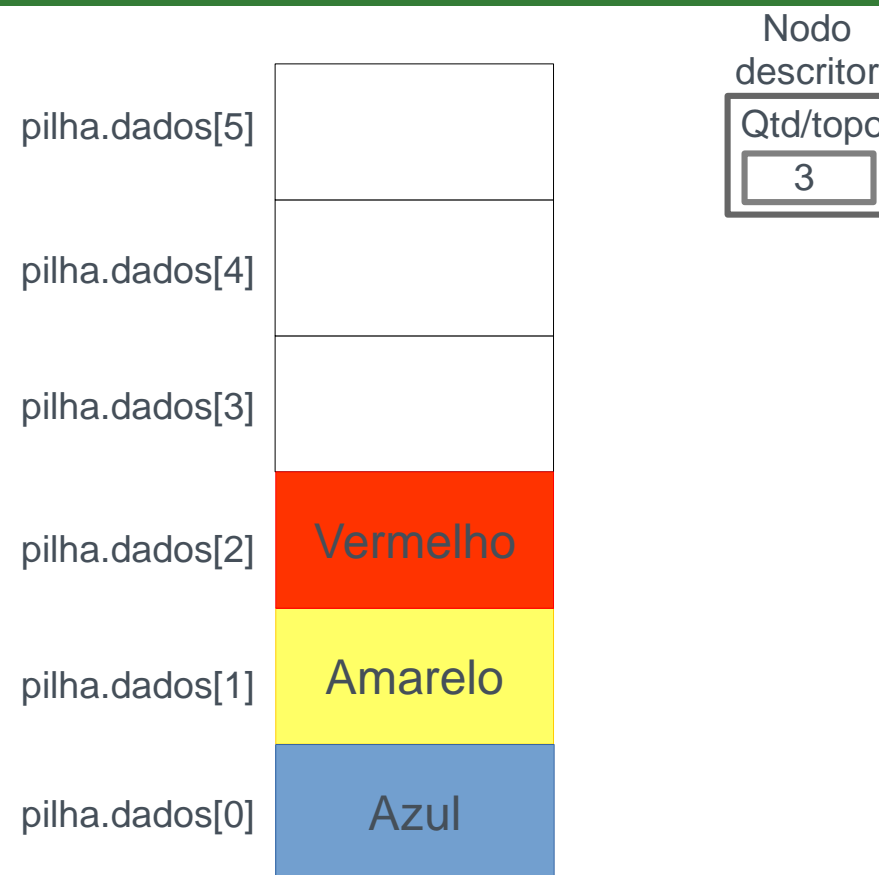 Nodo
descritor
Qtd/topo
3
pilha.dados[5]
pilha.dados[4]
pilha.dados[3]
pilha.dados[2] Vermelho
pilha.dados[1] Amarelo
pilha.dados[0] Azul